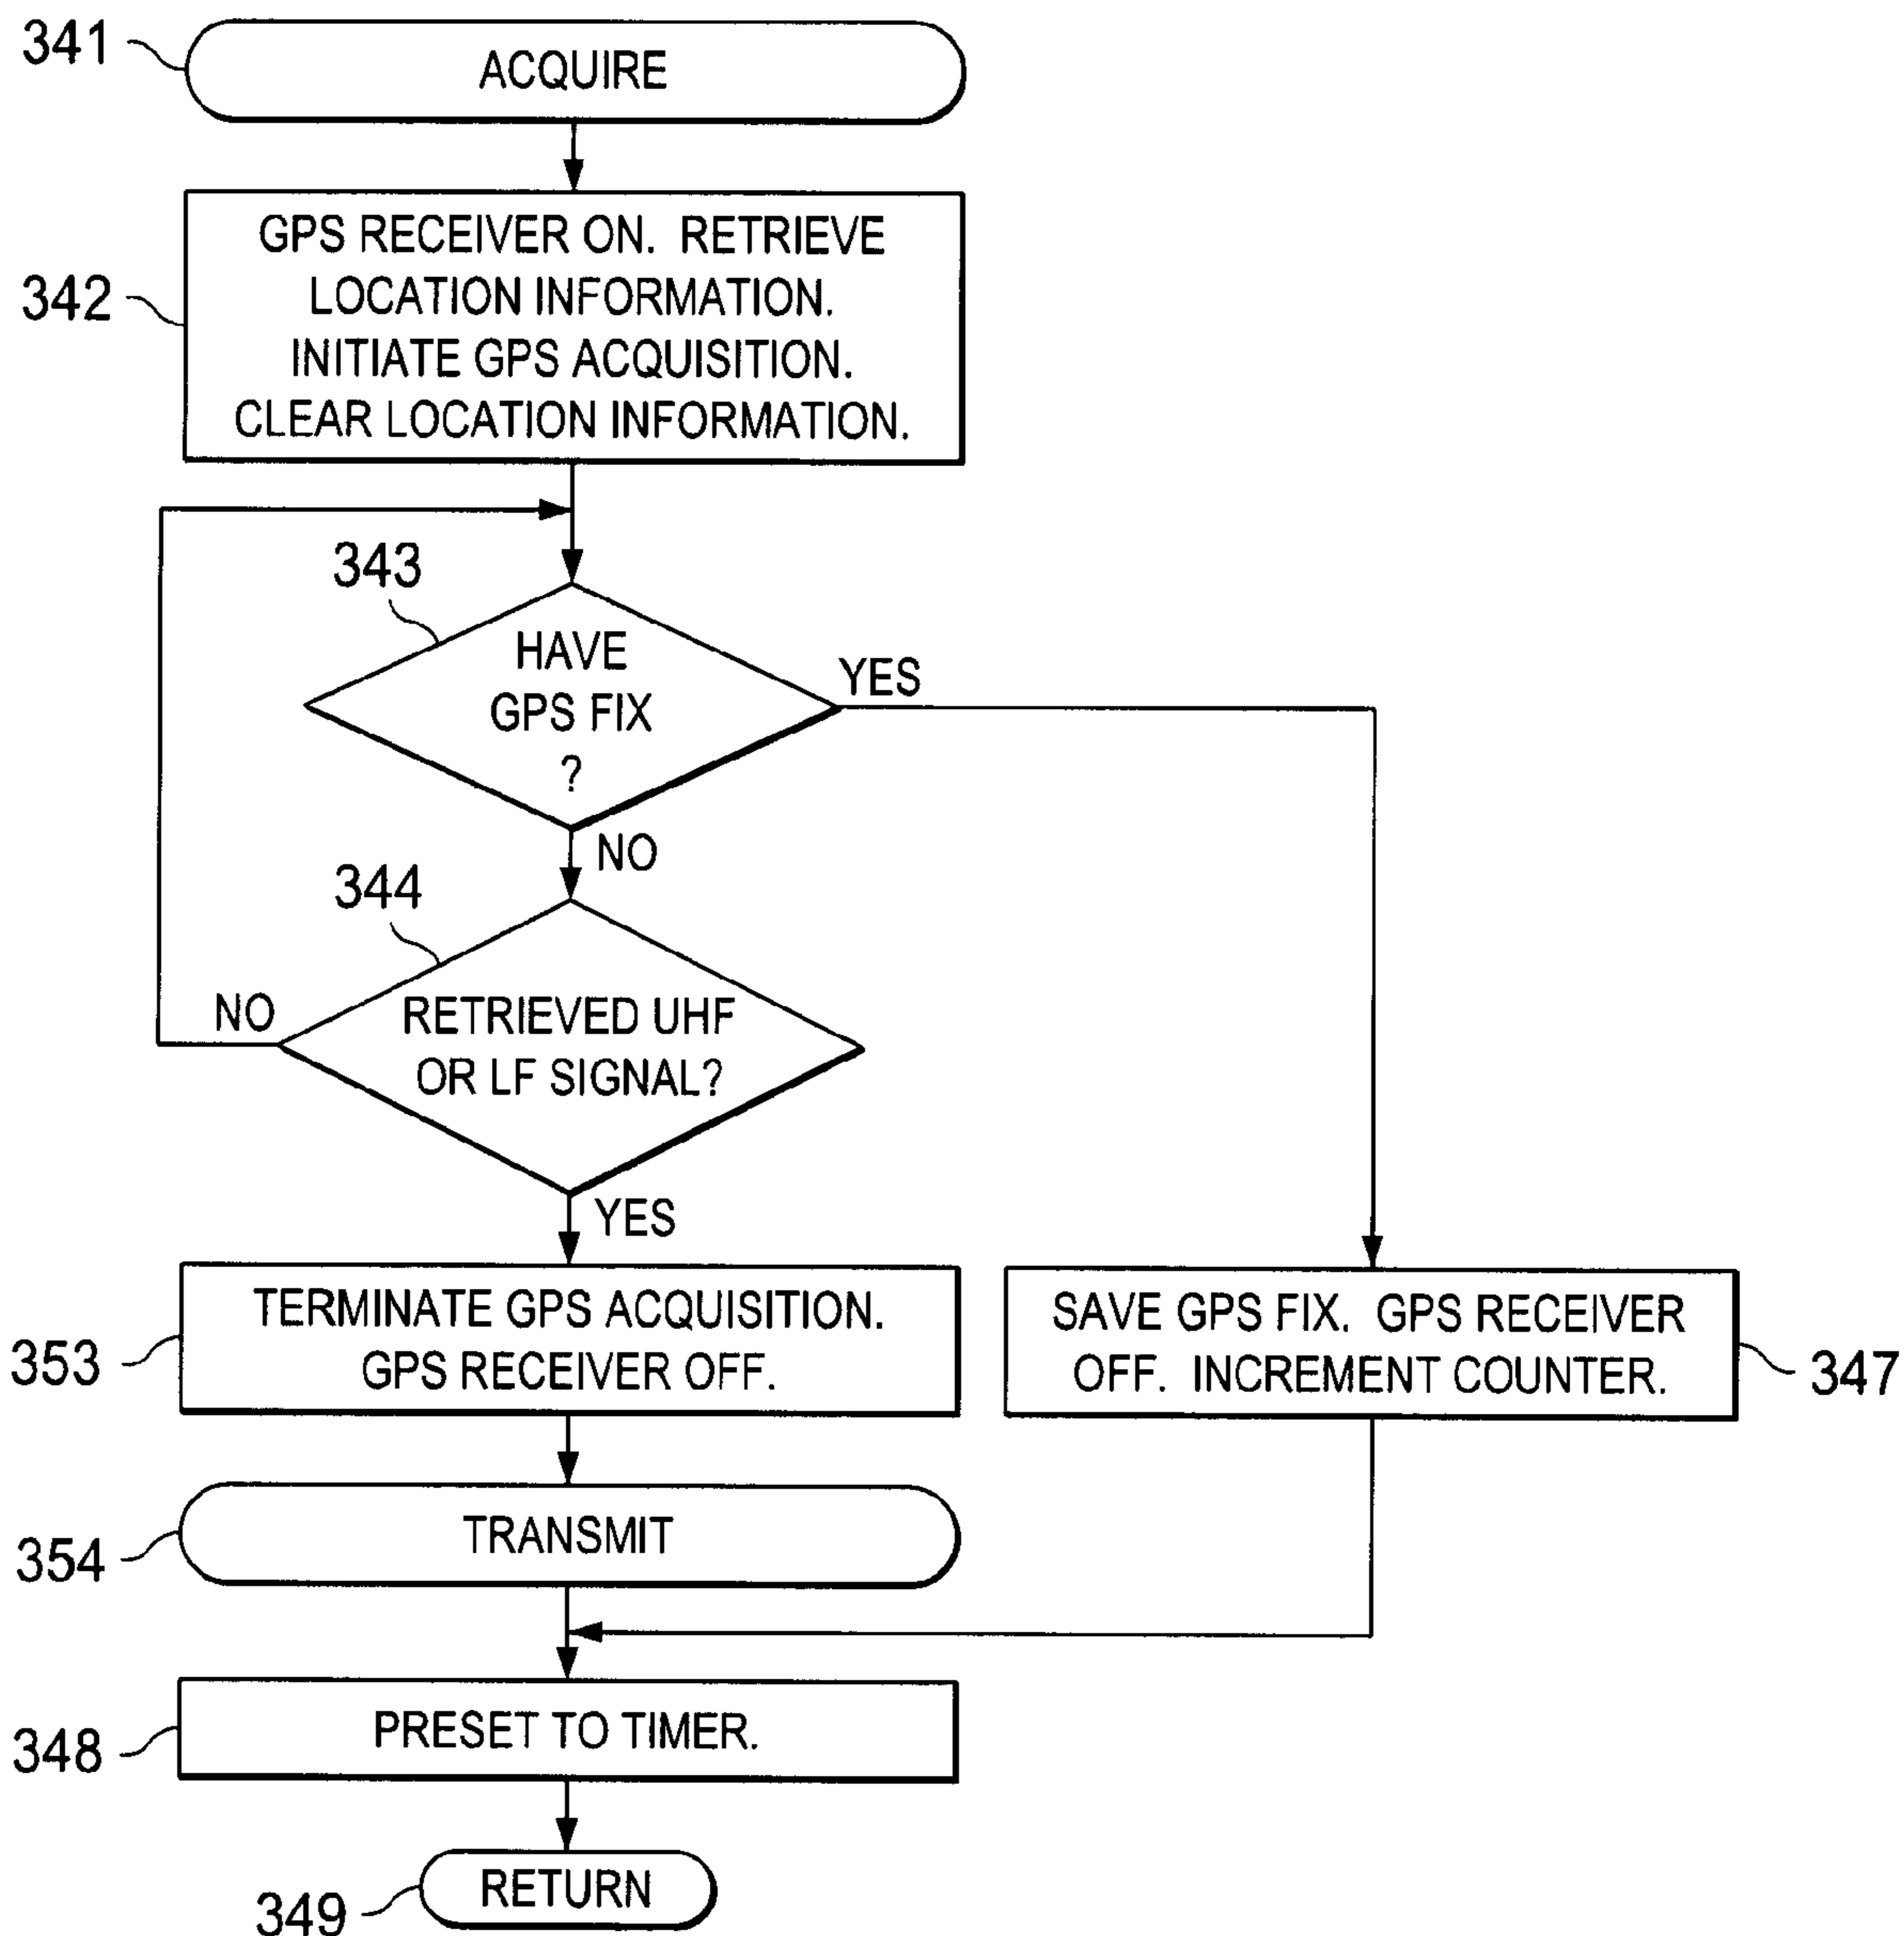 341
ACQUIRE
342
GPS RECEIVER ON. RETRIEVE
LOCATION INFORMATION.
INITIATE GPS ACQUISITION.
CLEAR LOCATION INFORMATION.
343
HAVE
GPS FIX
?
YES
NO
344
RETRIEVED UHF
OR LF SIGNAL?
NO
YES
353
TERMINATE GPS ACQUISITION.
GPS RECEIVER OFF.
SAVE GPS FIX. GPS RECEIVER
OFF. INCREMENT COUNTER.
347
354
TRANSMIT
348
PRESET TO TIMER.
349
RETURN